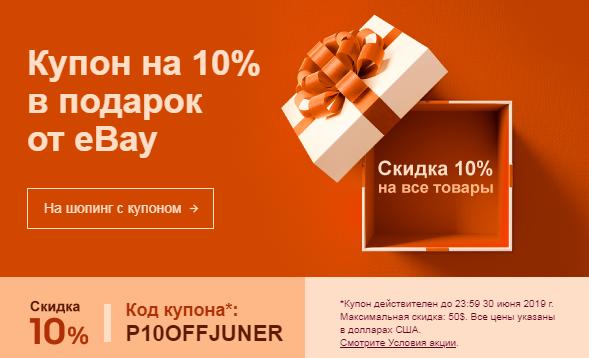 Купон на 10%
в подарок
от eBay
На шопинг с купоном →
Скидка 10%
на все товары
Скидка
10%
Код купона*:
P10OFFJUNER
*Купон действителен до 23:59 30 июня 2019 г.
Максимальная скидка: 50$. Все цены указаны
в долларах США.
Смотрите Условия акции.